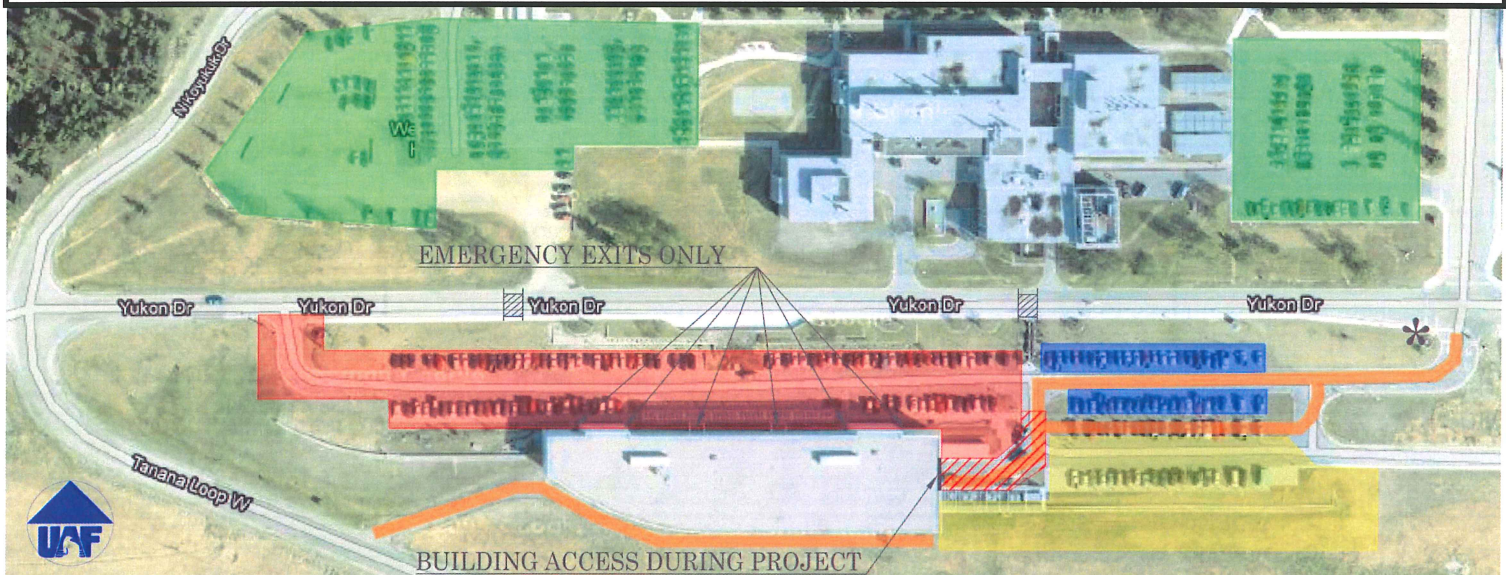 N Koyukuk Dr
We
EMERGENCY EXITS ONLY
Yukon Dr
Yukon Dr
Yukon Dr
Yukon Dr
Yukon Dr
*
Tanana Loop W
UAF
BUILDING ACCESS DURING PROJECT